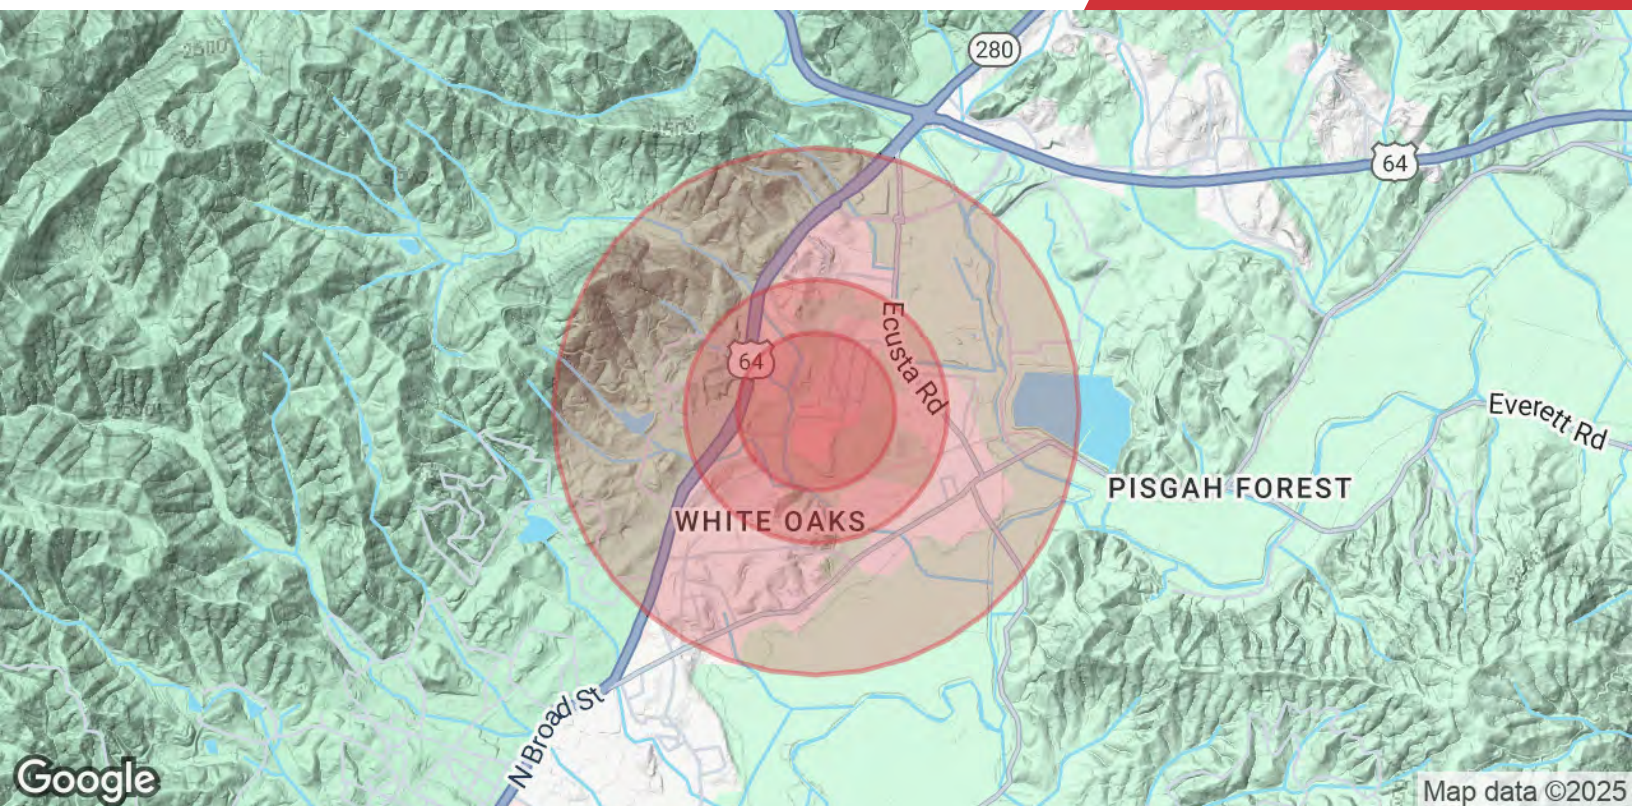 280
64
64
Ecusta Rd
Everett Rd
PISGAH FOREST
WHITE OAKS
N Broad St
Google
Map data ©2025